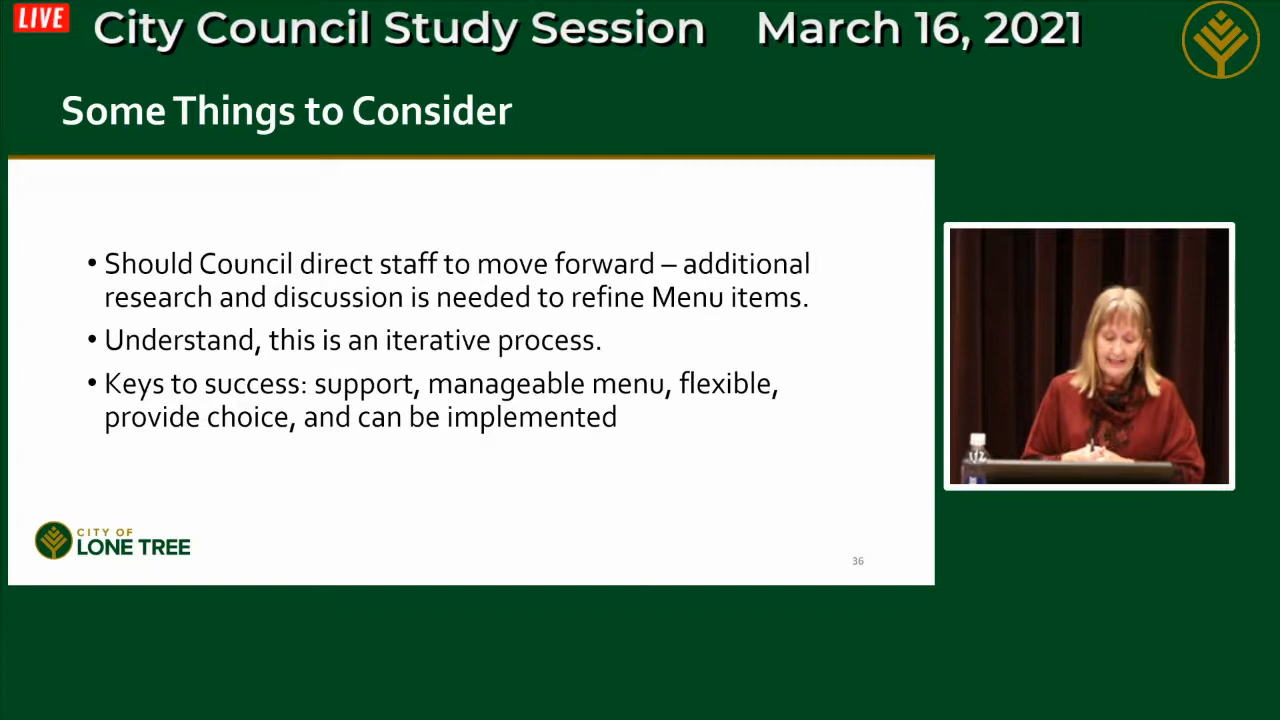 LIVE
City Council Study Session March 16, 2021
Some Things to Consider
• Should Council direct staff to move forward – additional
research and discussion is needed to refine Menu items.
• Understand, this is an iterative process.
• Keys to success: support, manageable menu, flexible,
provide choice, and can be implemented
CITY OF
LONE TREE
36